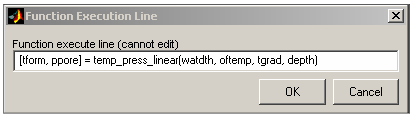 Function Execution Line
Function execute line (cannot edit)
[tform, ppore] = temp_press_linear(watdth, oftemp, tgrad, depth)
OK
Cancel